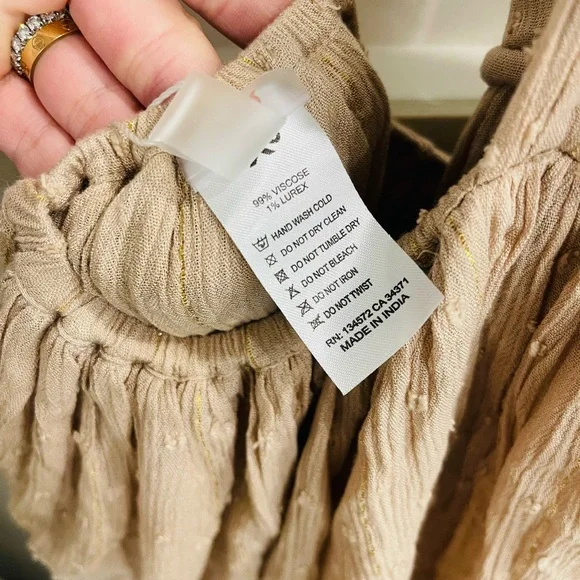 XS
99% VISCOSE
1% LUREX
HAND WASH COLD
DO NOT DRY CLEAN
DO NOT TUMBLE DRY
DO NOT BLEACH
DO NOT IRON
DO NOT TWIST
RN: 134572 CA 34371
MADE IN INDIA